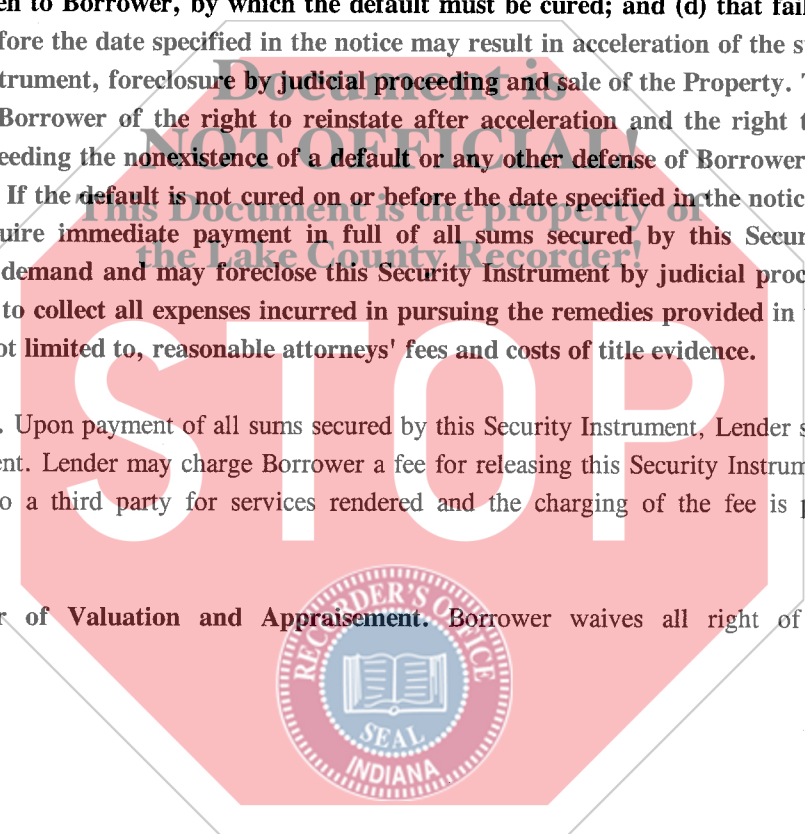 en to Borrower, by which the default must be cured; and (d) that fail
fore the date specified in the notice may result in acceleration of the s
Document is
trument, foreclosure by judicial proceeding and sale of the Property.
Borrower of the right to reinstate after acceleration and the right t
NOT OFFICIAL!
eeding the nonexistence of a default or any other defense of Borrower
If the default is not cured on or before the date specified in the notic
This Document is the property of
uire immediate payment in full of all sums secured by this Secur
the Lake County Recorder!
demand and may foreclose this Security Instrument by judicial proc
to collect all expenses incurred in pursuing the remedies provided in
ot limited to, reasonable attorneys' fees and costs of title evidence.
STOP
. Upon payment of all sums secured by this Security Instrument, Lender s
ent. Lender may charge Borrower a fee for releasing this Security Instrum
o a third party for services rendered and the charging of the fee is p
r of Valuation and Appraisement. Borrower waives all right of
RECORDER'S OFFICE
SEAL
INDIANA